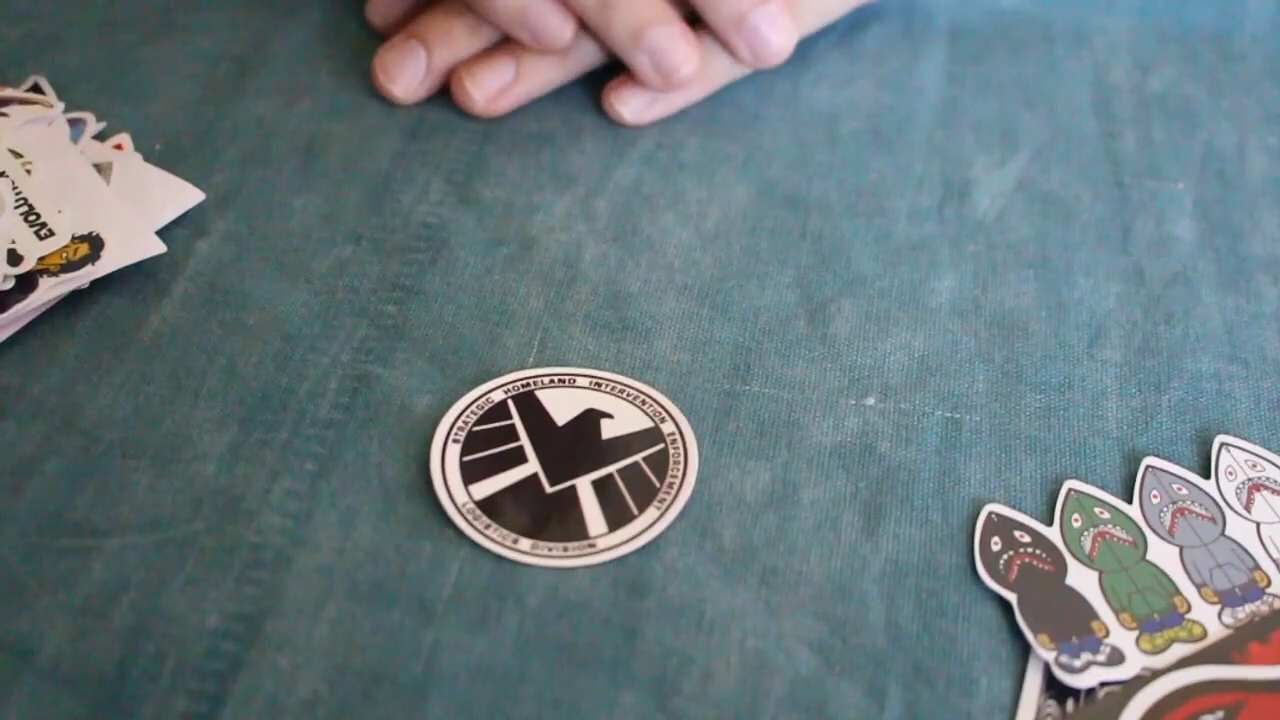 EVOLUTION
STRATEGIC HOMELAND INTERVENTION ENFORCEMENT
LOGISTICS DIVISION